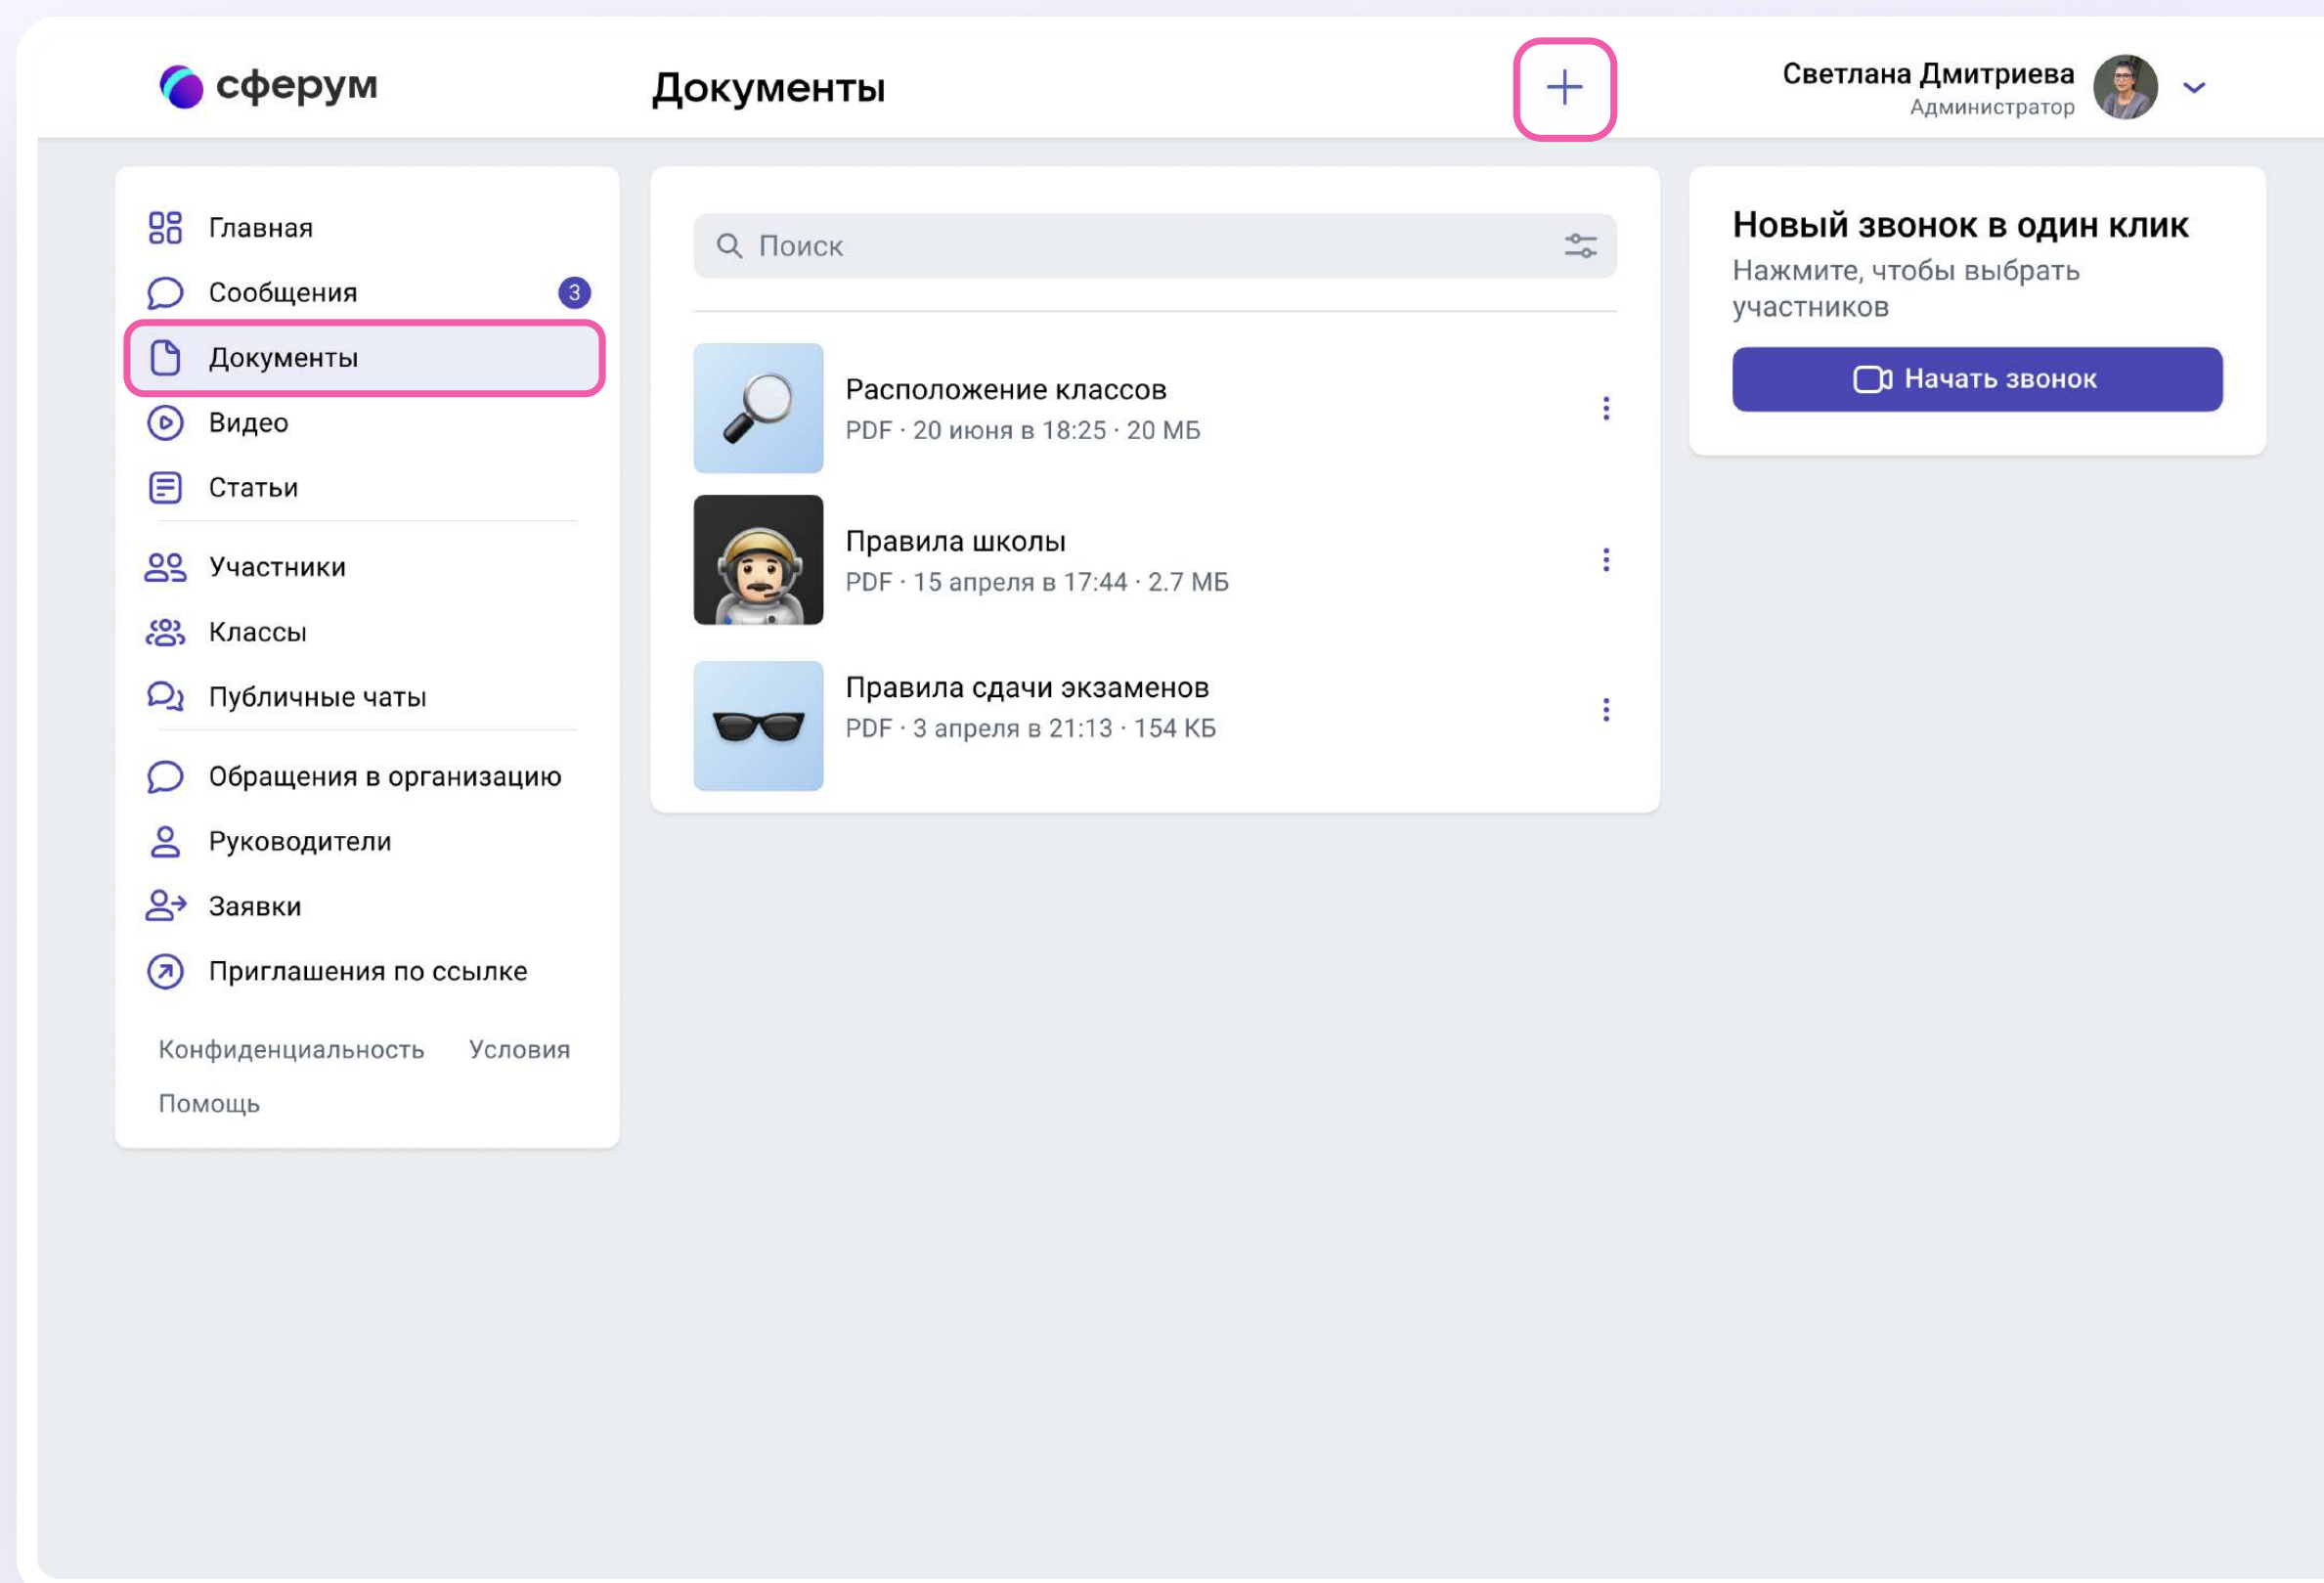 сферум
Документы
Светлана Дмитриева
Администратор
Главная
Сообщения
3
Документы
Видео
Статьи
Участники
Классы
Публичные чаты
Обращения в организацию
Руководители
Заявки
Приглашения по ссылке
Конфиденциальность Условия
Помощь
Поиск
Расположение классов
PDF · 20 июня в 18:25 · 20 МБ
Правила школы
PDF · 15 апреля в 17:44 · 2.7 МБ
Правила сдачи экзаменов
PDF · 3 апреля в 21:13 · 154 КБ
Новый звонок в один клик
Нажмите, чтобы выбрать
участников
Начать звонок